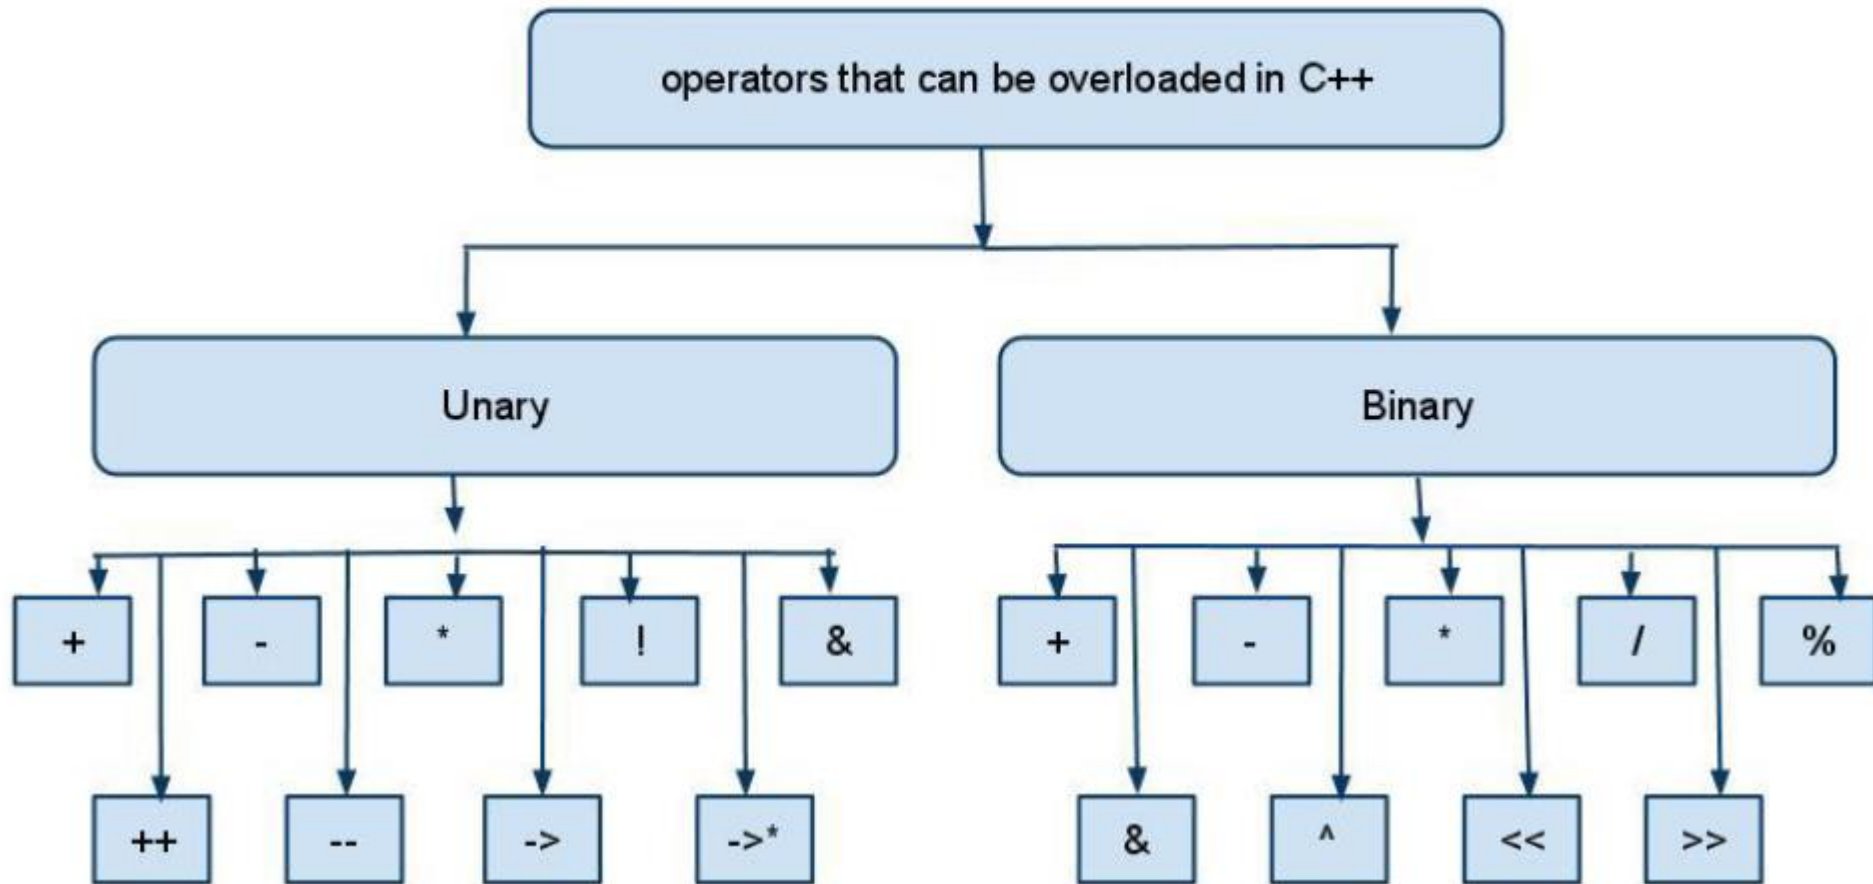 operators that can be overloaded in C++
Unary
Binary
+ - * ! &
++ -- -> ->*
+ - * / %
& ^ << >>